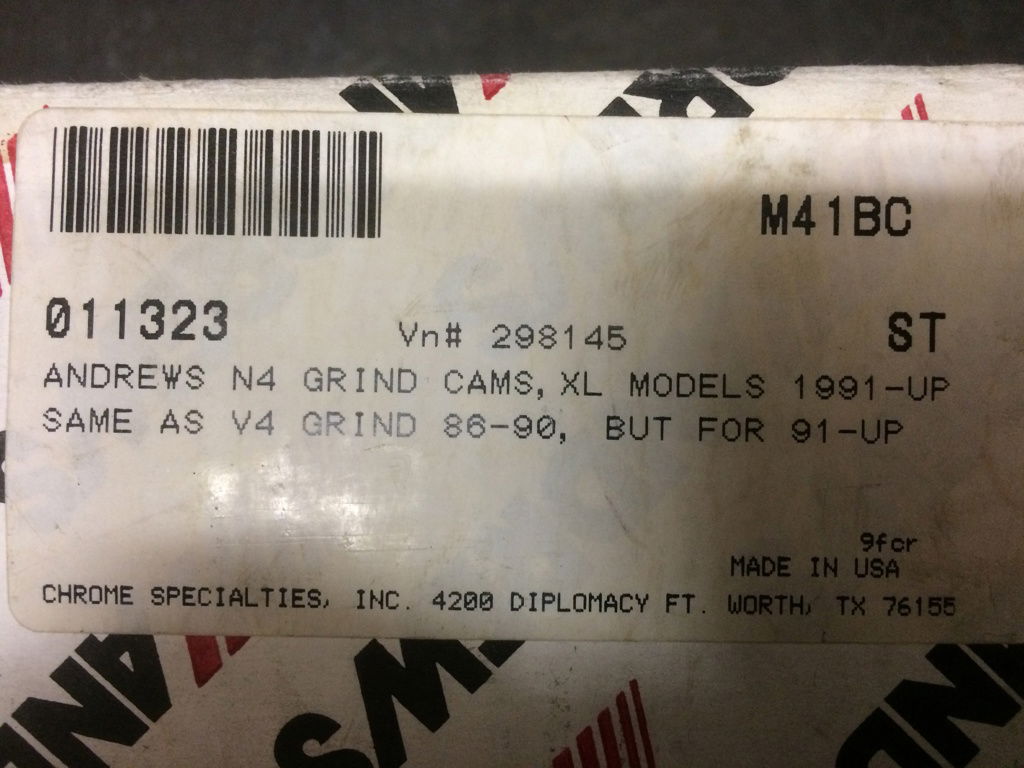 M41BC
011323 Vn# 298145 ST
ANDREWS N4 GRIND CAMS, XL MODELS 1991-UP
SAME AS V4 GRIND 86-90, BUT FOR 91-UP
9fcr
MADE IN USA
CHROME SPECIALTIES, INC. 4200 DIPLOMACY FT. WORTH, TX 76155